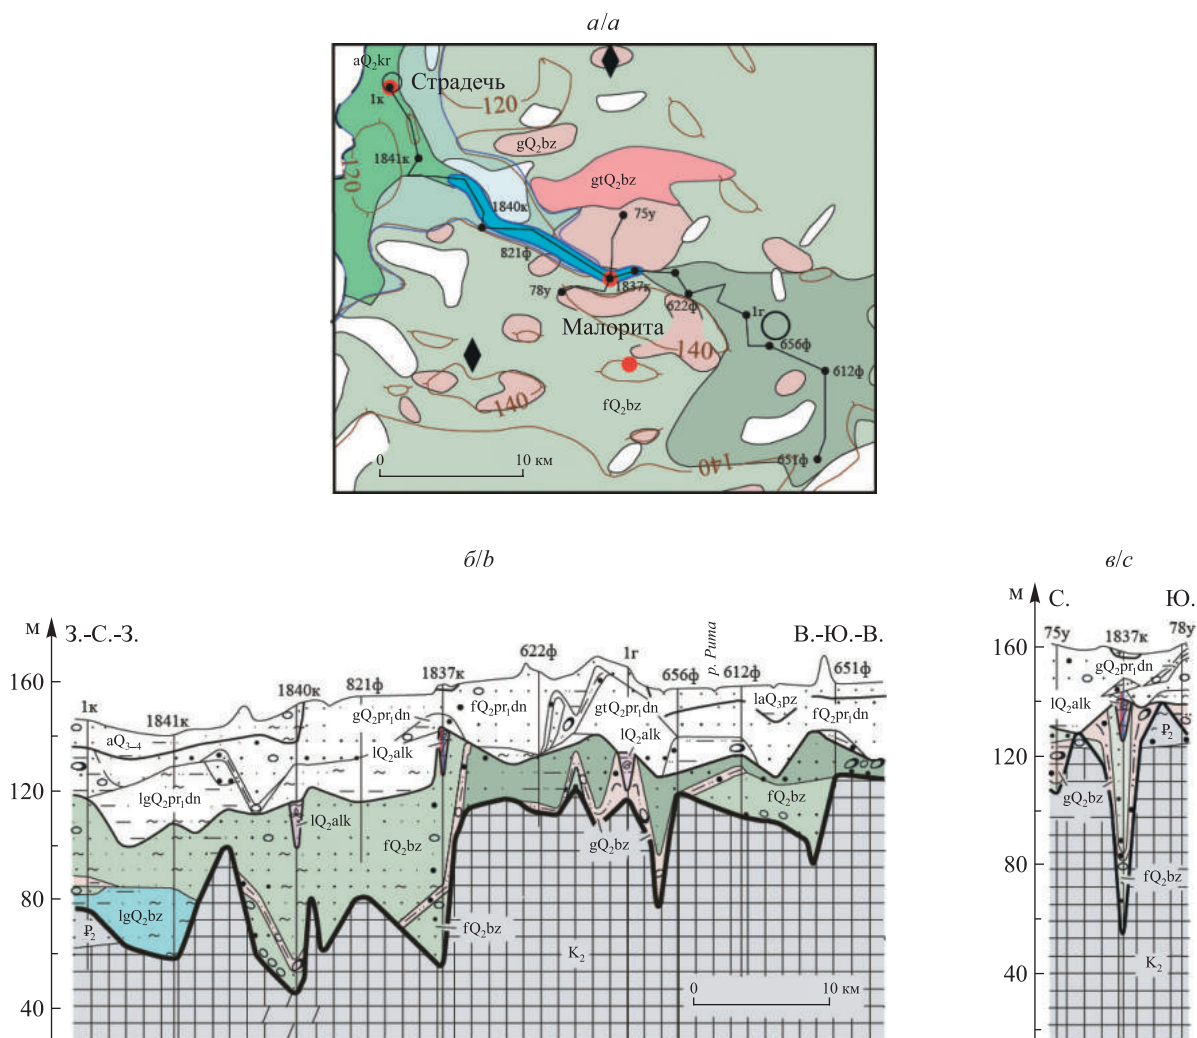 а/a
aQ₂kr
Страдечь
1к
120
120
gQ₂bz
1841к
gtQ₂bz
1840к
75у
821ф
78у
1837к
622ф
1г
Малорита
140
656ф
612ф
140
fQ₂bz
140
651ф
0 10 км
б/b
в/c
м З.-С.-З. В.-Ю.-В.
м С. Ю.
160
120
80
40
1к
1841к
1840к
821ф
1837к
622ф
1г
р. Рита
656ф
612ф
651ф
aQ₃₋₄
gQ₂pr₁dn
fQ₂pr₁dn
gtQ₂pr₁dn
laQ₃pz
fQ₂pr₁dn
lQ₂alk
lQ₂alk
lgQ₂pr₁dn
lQ₂alk
fQ₂bz
fQ₂bz
gQ₂bz
lgQ₂bz
fQ₂bz
P₂
K₂
0 10 км
160
120
80
40
75у
1837к
78у
gQ₂pr₁dn
lQ₂alk
P₂
gQ₂bz
fQ₂bz
K₂